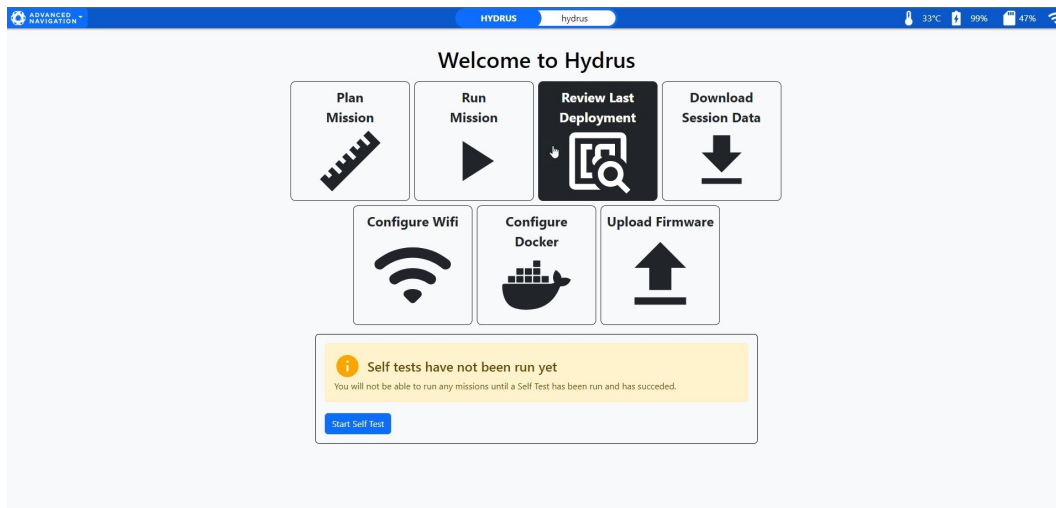 ADVANCED
NAVIGATION
HYDRUS hydrus
33°C 99% 47%
Welcome to Hydrus
Plan
Mission
Run
Mission
Review Last
Deployment
Download
Session Data
Configure Wifi
Configure
Docker
Upload Firmware
Self tests have not been run yet
You will not be able to run any missions until a Self Test has been run and has succeded.
Start Self Test